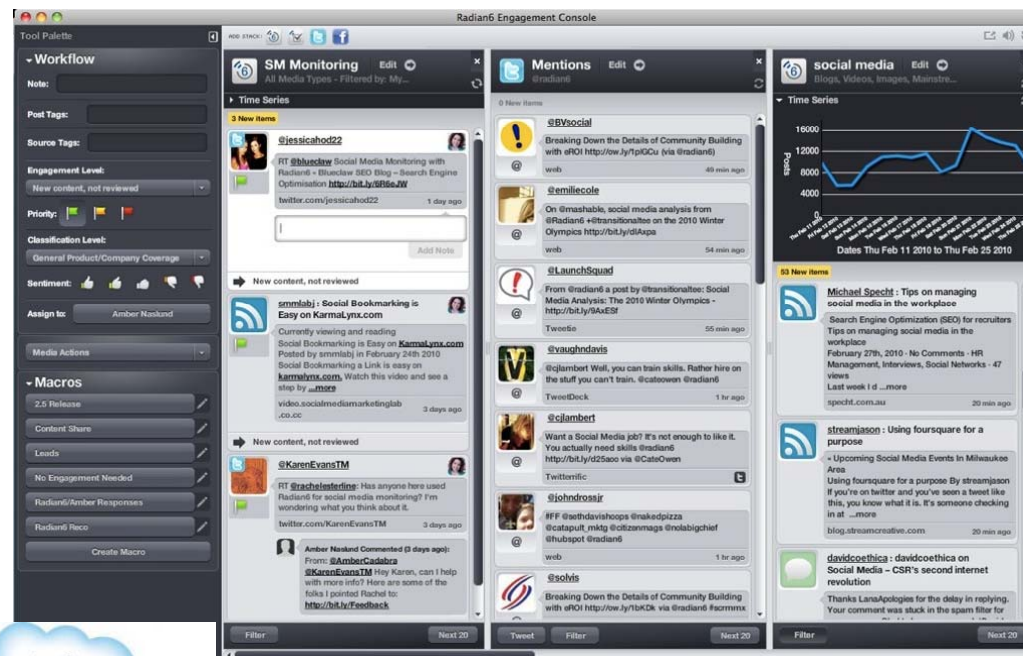 Radian6 Engagement Console
Tool Palette
ADD STACK:
Workflow
Note:
Post Tags:
Source Tags:
Engagement Level:
New content, not reviewed
Priority:
Classification Level:
General Product/Company Coverage
Sentiment:
Assign to:
Amber Naslund
Media Actions
Macros
2.5 Release
Content Share
Leads
No Engagement Needed
Radian6/Amber Responses
Radian6 Reco
Create Macro
SM Monitoring Edit
All Media Types - Filtered by: My...
Time Series
3 New items
@jessicahod22
RT @blueclaw Social Media Monitoring with
Radian6 - Blueclaw SEO Blog – Search Engine
Optimisation http://bit.ly/6R6eJW
twitter.com/jessicahod22 1 day ago
Add Note
New content, not reviewed
smmlabj : Social Bookmarking is
Easy on KarmaLynx.com
Currently viewing and reading
Social Bookmarking is Easy on KarmaLynx.com
Posted by smmlabj in February 24th 2010
Social Bookmarking a Link is easy on
karmalynx.com. Watch this video and see a
step by ...more
video.socialmediamarketinglab
.co.cc 3 days ago
New content, not reviewed
@KarenEvansTM
RT @rachelesterline: Has anyone here used
Radian6 for social media monitoring? I'm
wondering what you think about it.
twitter.com/KarenEvansTM 3 days ago
Amber Naslund Commented (3 days ago):
From: @AmberCadabra
@KarenEvansTM Hey Karen, can I help
with more info? Here are some of the
folks I pointed Rachel to:
http://bit.ly/Feedback
Filter Next 20
Mentions Edit
@radian6
0 New items
@BVsocial
Breaking Down the Details of Community Building
with eROI http://ow.ly/1plGCu (via @radian6)
web 49 min ago
@emiliecole
On @mashable, social media analysis from
@Radian6 +@transitionaltee on the 2010 Winter
Olympics http://bit.ly/dlAxpa
web 54 min ago
@LaunchSquad
From @radian6 a post by @transitionaltee: Social
Media Analysis: The 2010 Winter Olympics -
http://bit.ly/9AxESf
Tweetie 55 min ago
@vaughndavis
@cjlambert Well, you can train skills. Rather hire on
the stuff you can't train. @cateowen @radian6
TweetDeck 1 hr ago
@cjlambert
Want a Social Media job? It's not enough to like it.
You actually need skills @radian6
http://bit.ly/d25aoo via @CateOwen
Twitterrific
@johndrossjr
#FF @sethdavishoops @nakedpizza
@catapult_mktg @citizenmags @nolabigchief
@hubspot @radian6
web 1 hr ago
@solvis
Breaking Down the Details of Community Building
with eROI http://ow.ly/1bKDk via @radian6 #scrmmx
Tweet Filter Next 20
social media Edit
Blogs, Videos, Images, Mainstre...
Time Series
Posts
16000
12000
8000
4000
0
Dates Thu Feb 11 2010 to Thu Feb 25 2010
53 New items
Michael Specht : Tips on managing
social media in the workplace
Search Engine Optimization (SEO) for recruiters
Tips on managing social media in the
workplace
February 27th, 2010 · No Comments · HR
Management, Interviews, Social Networks · 47
views
Last week I d ...more
specht.com.au 20 min ago
streamjason : Using foursquare for a
purpose
« Upcoming Social Media Events In Milwaukee
Area
Using foursquare for a purpose By streamjason
If you're on twitter and you've seen a tweet like
this, you know what it is. It's someone checking
in at ...more
blog.streamcreative.com 20 min ago
davidcoethica : davidcoethica on
Social Media – CSR's second internet
revolution
Thanks LanaApologies for the delay in replying.
Your comment was stuck in the spam filter for
Filter Next 20